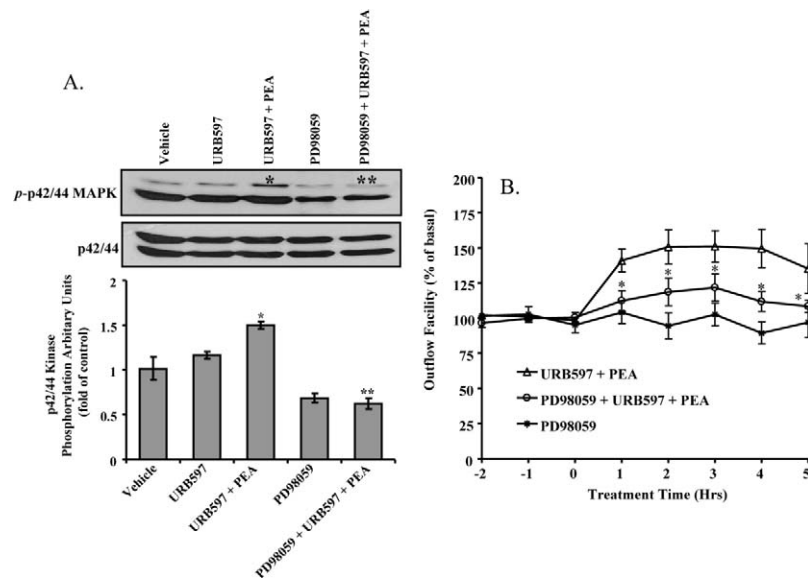 A.
Vehicle
URB597
URB597 + PEA
PD98059
PD98059 + URB597 + PEA
p-p42/44 MAPK
* **
p42/44
p42/44 Kinase
Phosphorylation Arbitary Units
(fold of control)
2
1.5
1
0.5
0
*
**
Vehicle
URB597
URB597 + PEA
PD98059
PD98059 + URB597 + PEA
B.
Outflow Facility (% of basal)
200
175
150
125
100
75
50
25
0
* * * * *
URB597 + PEA
PD98059 + URB597 + PEA
PD98059
-2 -1 0 1 2 3 4 5
Treatment Time (Hrs)